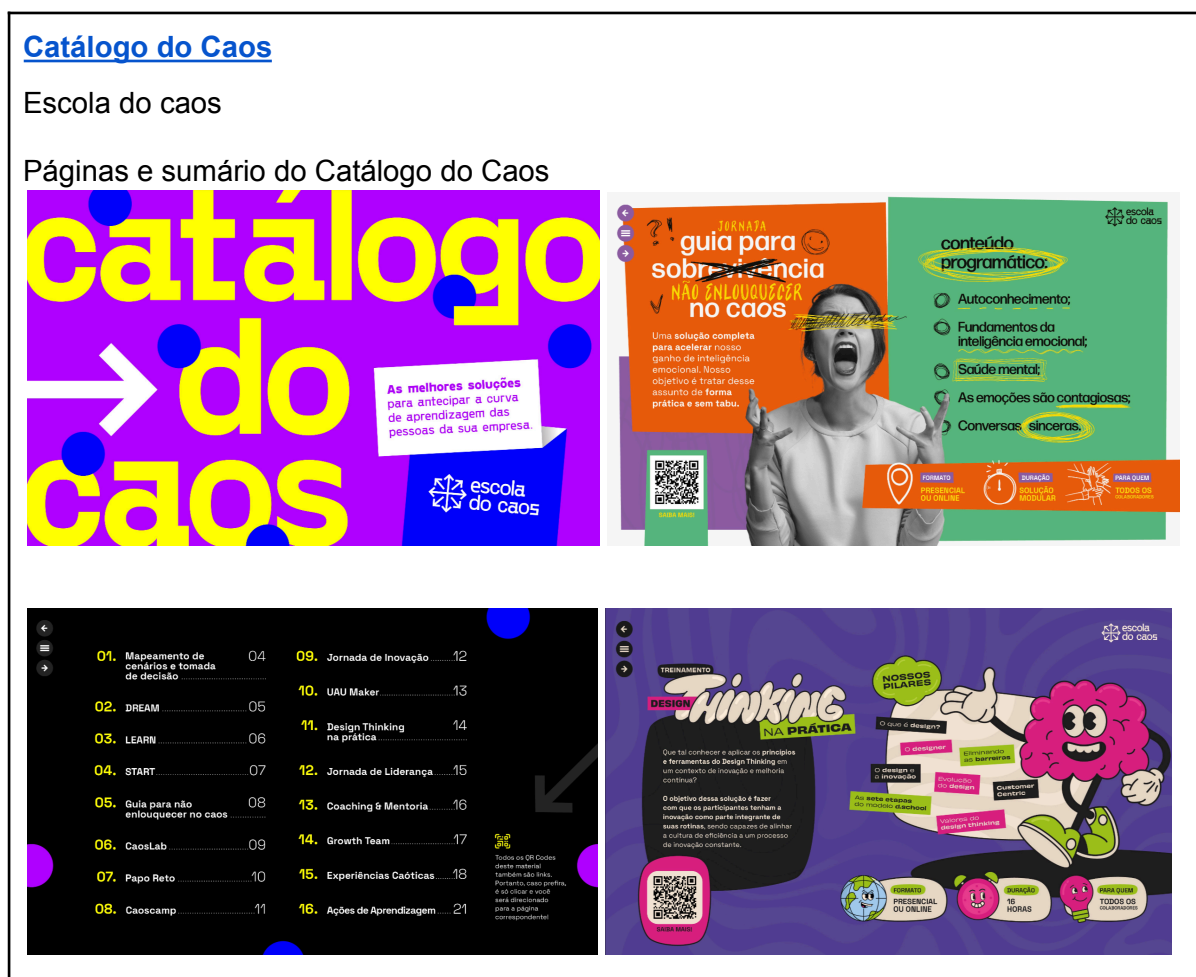 Catálogo do Caos
Escola do caos
Páginas e sumário do Catálogo do Caos
catálogo
do
caos
As melhores soluções
para antecipar a curva
de aprendizagem das
pessoas da sua empresa.
escola
do caos
?!
JORNADA
guia para
sobrevivência
NÃO ENLOUQUECER
no caos
Uma solução completa
para acelerar nosso
ganho de inteligência
emocional. Nosso
objetivo é tratar desse
assunto de forma
prática e sem tabu.
SAIBA MAIS!
escola
do caos
conteúdo
programático:
Autoconhecimento;
Fundamentos da
inteligência emocional;
Saúde mental;
As emoções são contagiosas;
Conversas sinceras.
FORMATO
PRESENCIAL
OU ONLINE
DURAÇÃO
SOLUÇÃO
MODULAR
PARA QUEM
TODOS OS
COLABORADORES
01. Mapeamento de 04
cenários e tomada
de decisão
02. DREAM 05
03. LEARN 06
04. START 07
05. Guia para não 08
enlouquecer no caos
06. CaosLab 09
07. Papo Reto 10
08. Caoscamp 11
09. Jornada de Inovação 12
10. UAU Maker 13
11. Design Thinking 14
na prática
12. Jornada de Liderança 15
13. Coaching & Mentoria 16
14. Growth Team 17
15. Experiências Caóticas 18
16. Ações de Aprendizagem 21
Todos os QR Codes
deste material
também são links.
Portanto, caso prefira,
é só clicar e você
será direcionado
para a página
correspondente!
escola
do caos
TREINAMENTO
DESIGN
THINKING
NA PRÁTICA
Que tal conhecer e aplicar os princípios
e ferramentas do Design Thinking em
um contexto de inovação e melhoria
contínua?
O objetivo dessa solução é fazer
com que os participantes tenham a
inovação como parte integrante de
suas rotinas, sendo capazes de alinhar
a cultura de eficiência a um processo
de inovação constante.
SAIBA MAIS!
NOSSOS
PILARES
O que é design?
O designer
Eliminando
as barreiras
O design e
a inovação
Evolução
do design
Customer
Centric
As sete etapas
do modelo d.school
Valores do
design thinking
FORMATO
PRESENCIAL
OU ONLINE
DURAÇÃO
16
HORAS
PARA QUEM
TODOS OS
COLABORADORES